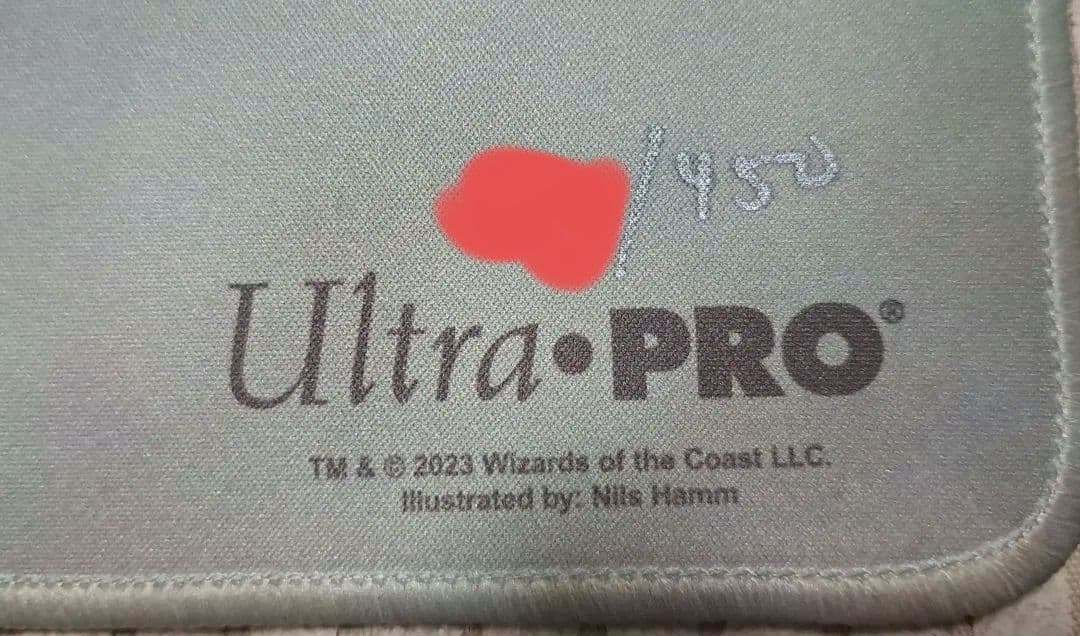 /450
Ultra•PRO®
TM & © 2023 Wizards of the Coast LLC.
Illustrated by: Nils Hamm